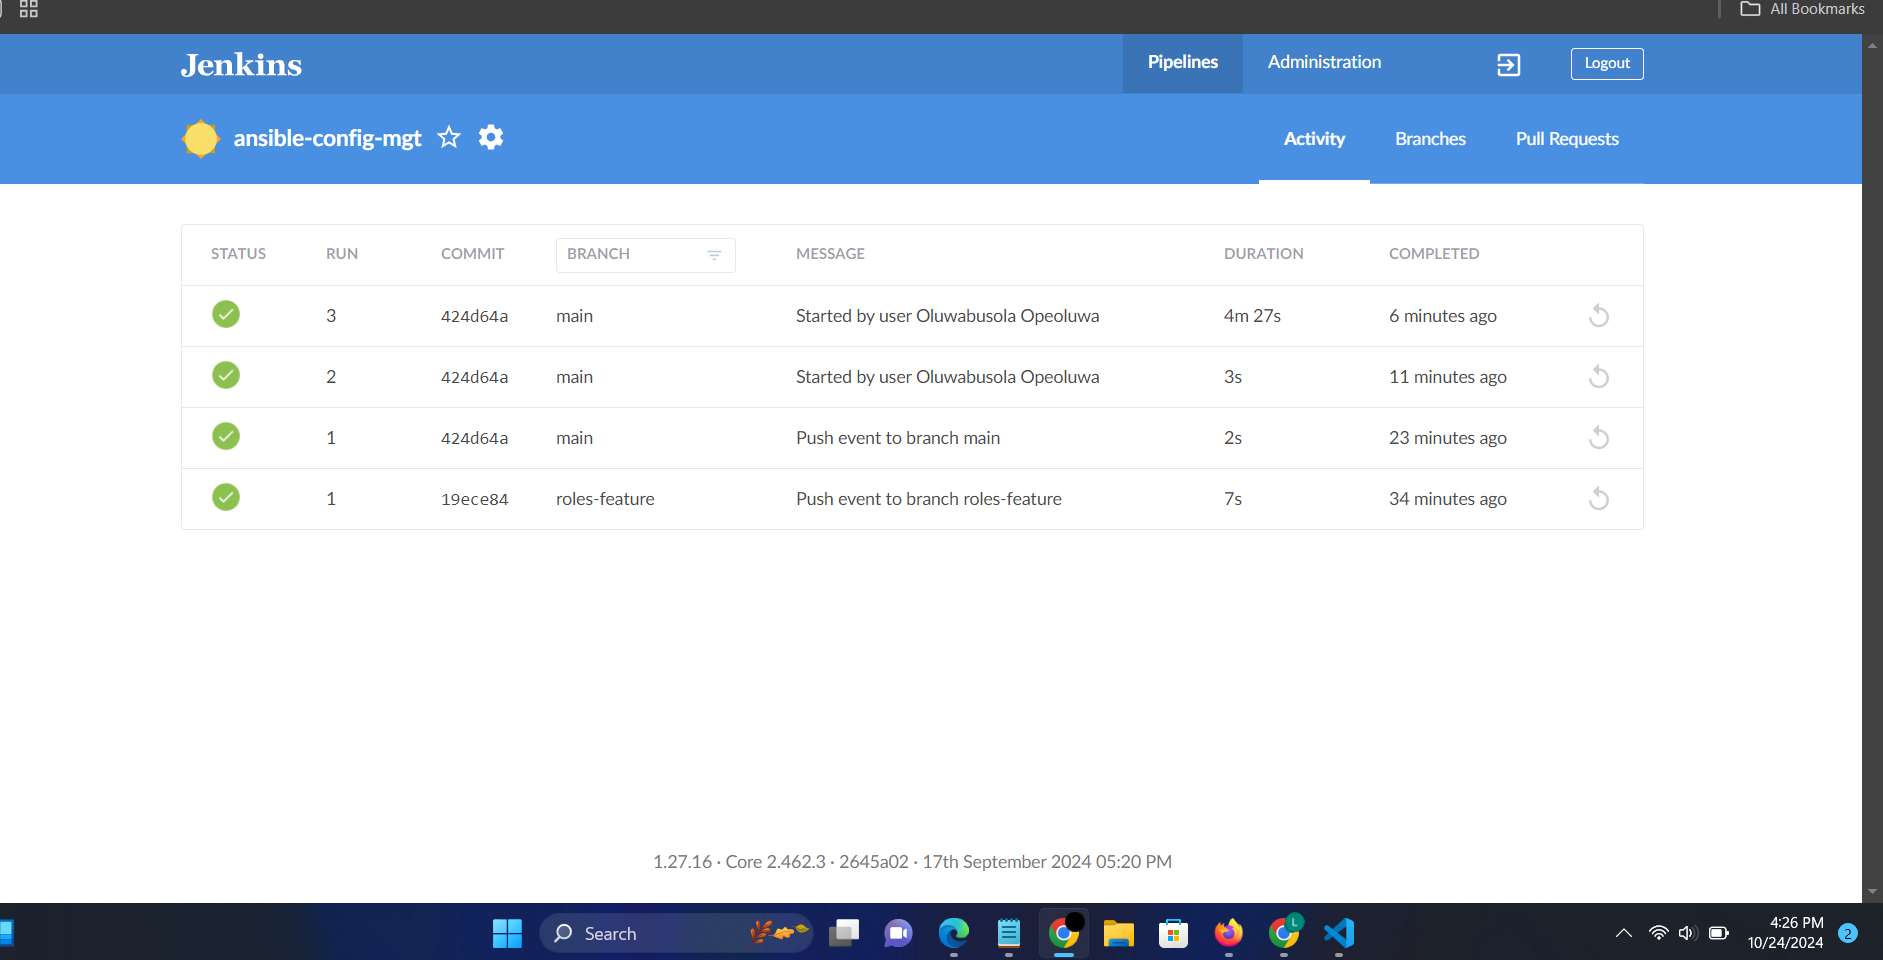 All Bookmarks
Jenkins
Pipelines
Administration
Logout
ansible-config-mgt
Activity
Branches
Pull Requests
STATUS RUN COMMIT BRANCH MESSAGE DURATION COMPLETED
3 424d64a main Started by user Oluwabusola Opeoluwa 4m 27s 6 minutes ago
2 424d64a main Started by user Oluwabusola Opeoluwa 3s 11 minutes ago
1 424d64a main Push event to branch main 2s 23 minutes ago
1 19ece84 roles-feature Push event to branch roles-feature 7s 34 minutes ago
1.27.16 · Core 2.462.3 · 2645a02 · 17th September 2024 05:20 PM
Search
L
4:26 PM
10/24/2024
2